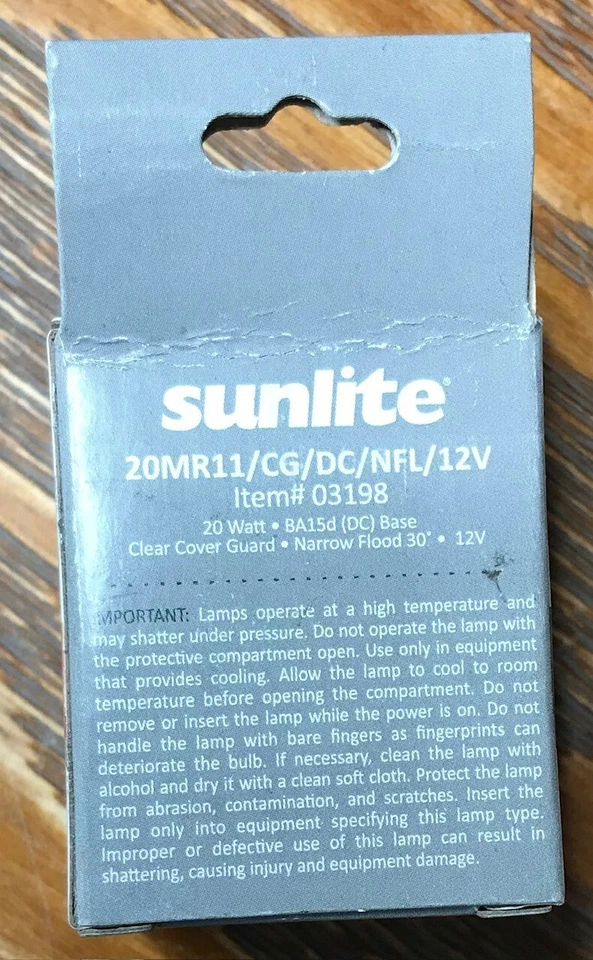 sunlite®
20MR11/CG/DC/NFL/12V
Item# 03198
20 Watt • BA15d (DC) Base
Clear Cover Guard • Narrow Flood 30° • 12V
IMPORTANT: Lamps operate at a high temperature and
may shatter under pressure. Do not operate the lamp with
the protective compartment open. Use only in equipment
that provides cooling. Allow the lamp to cool to room
temperature before opening the compartment. Do not
remove or insert the lamp while the power is on. Do not
handle the lamp with bare fingers as fingerprints can
deteriorate the bulb. If necessary, clean the lamp with
alcohol and dry it with a clean soft cloth. Protect the lamp
from abrasion, contamination, and scratches. Insert the
lamp only into equipment specifying this lamp type.
Improper or defective use of this lamp can result in
shattering, causing injury and equipment damage.